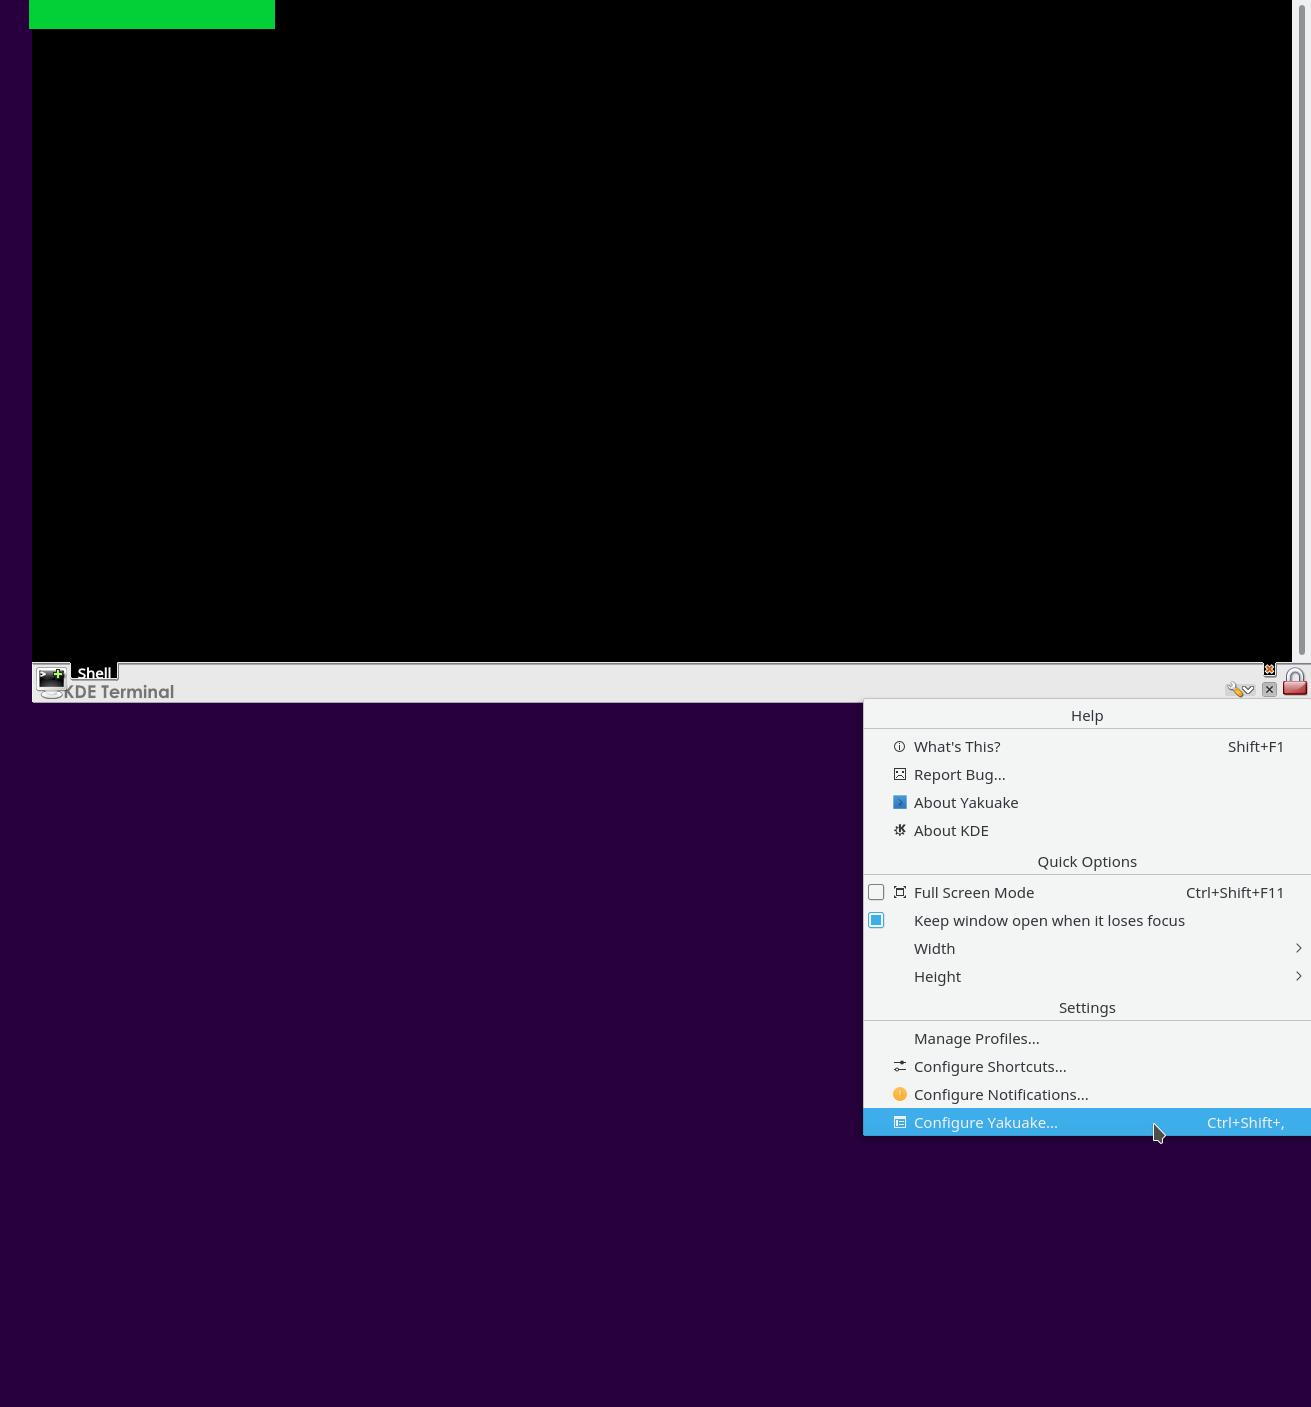 Shell
KDE Terminal
Help
What's This? Shift+F1
Report Bug...
About Yakuake
About KDE
Quick Options
Full Screen Mode Ctrl+Shift+F11
Keep window open when it loses focus
Width
Height
Settings
Manage Profiles...
Configure Shortcuts...
Configure Notifications...
Configure Yakuake... Ctrl+Shift+,